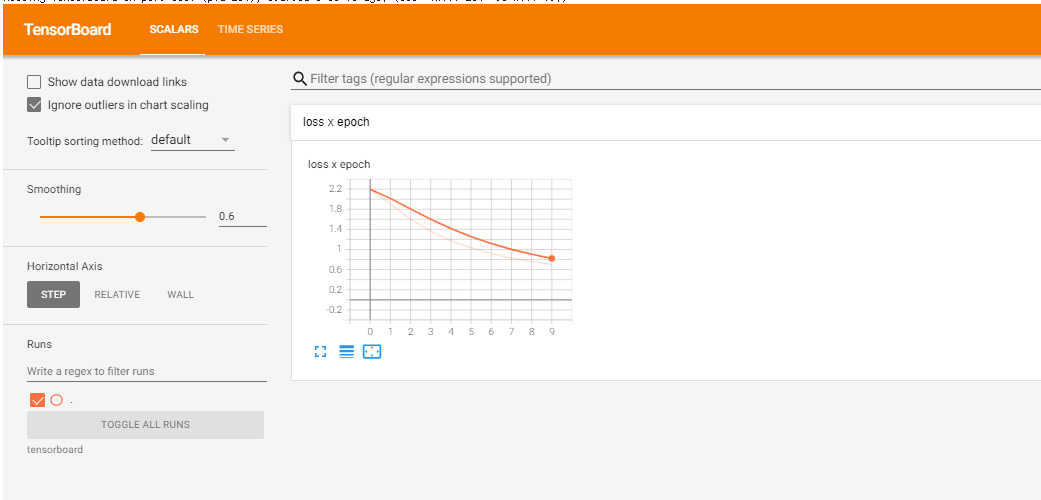 TensorBoard
SCALARS
TIME SERIES
Show data download links
Ignore outliers in chart scaling
Tooltip sorting method: default
Smoothing
0.6
Horizontal Axis
STEP
RELATIVE
WALL
Runs
Write a regex to filter runs
.
TOGGLE ALL RUNS
tensorboard
Filter tags (regular expressions supported)
loss x epoch
loss x epoch
2.2
1.8
1.4
1
0.6
0.2
-0.2
0 1 2 3 4 5 6 7 8 9